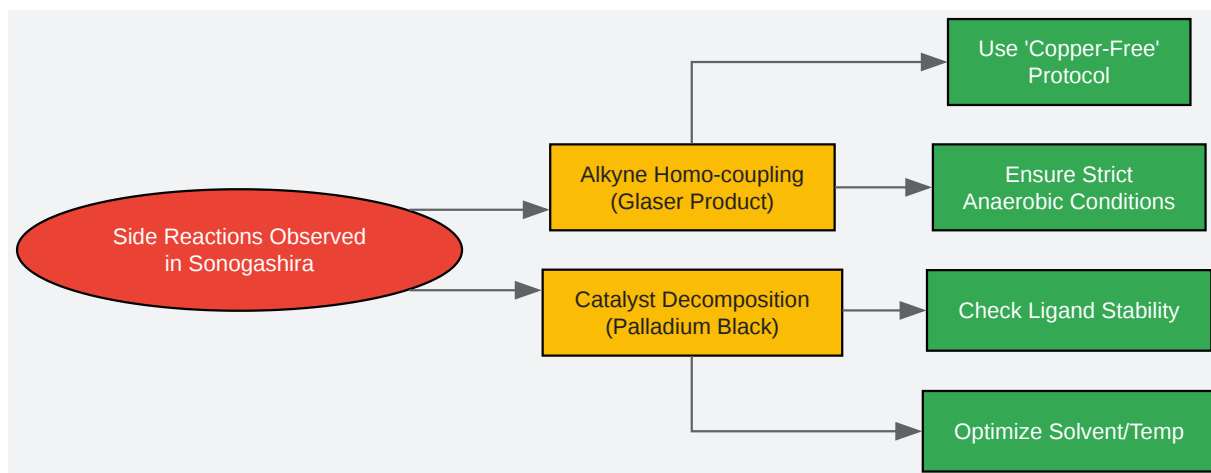 Side Reactions Observed
in Sonogashira
Alkyne Homo-coupling
(Glaser Product)
Catalyst Decomposition
(Palladium Black)
Use 'Copper-Free'
Protocol
Ensure Strict
Anaerobic Conditions
Check Ligand Stability
Optimize Solvent/Temp